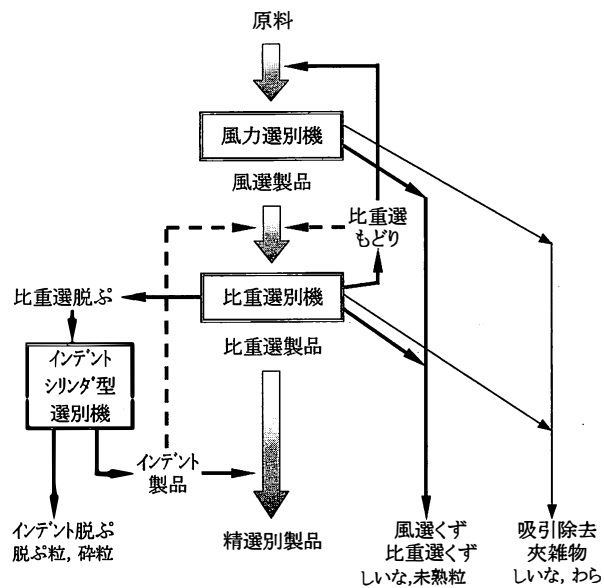 原料
風力選別機
風選製品
比重選
もどり
比重選脱ぷ
比重選別機
比重選製品
インデント
シリンダ型
選別機
インデント
製品
インデント脱ぷ
脱ぷ粒, 砕粒
精選別製品
風選くず
比重選くず
しいな,未熟粒
吸引除去
夾雑物
しいな, わら